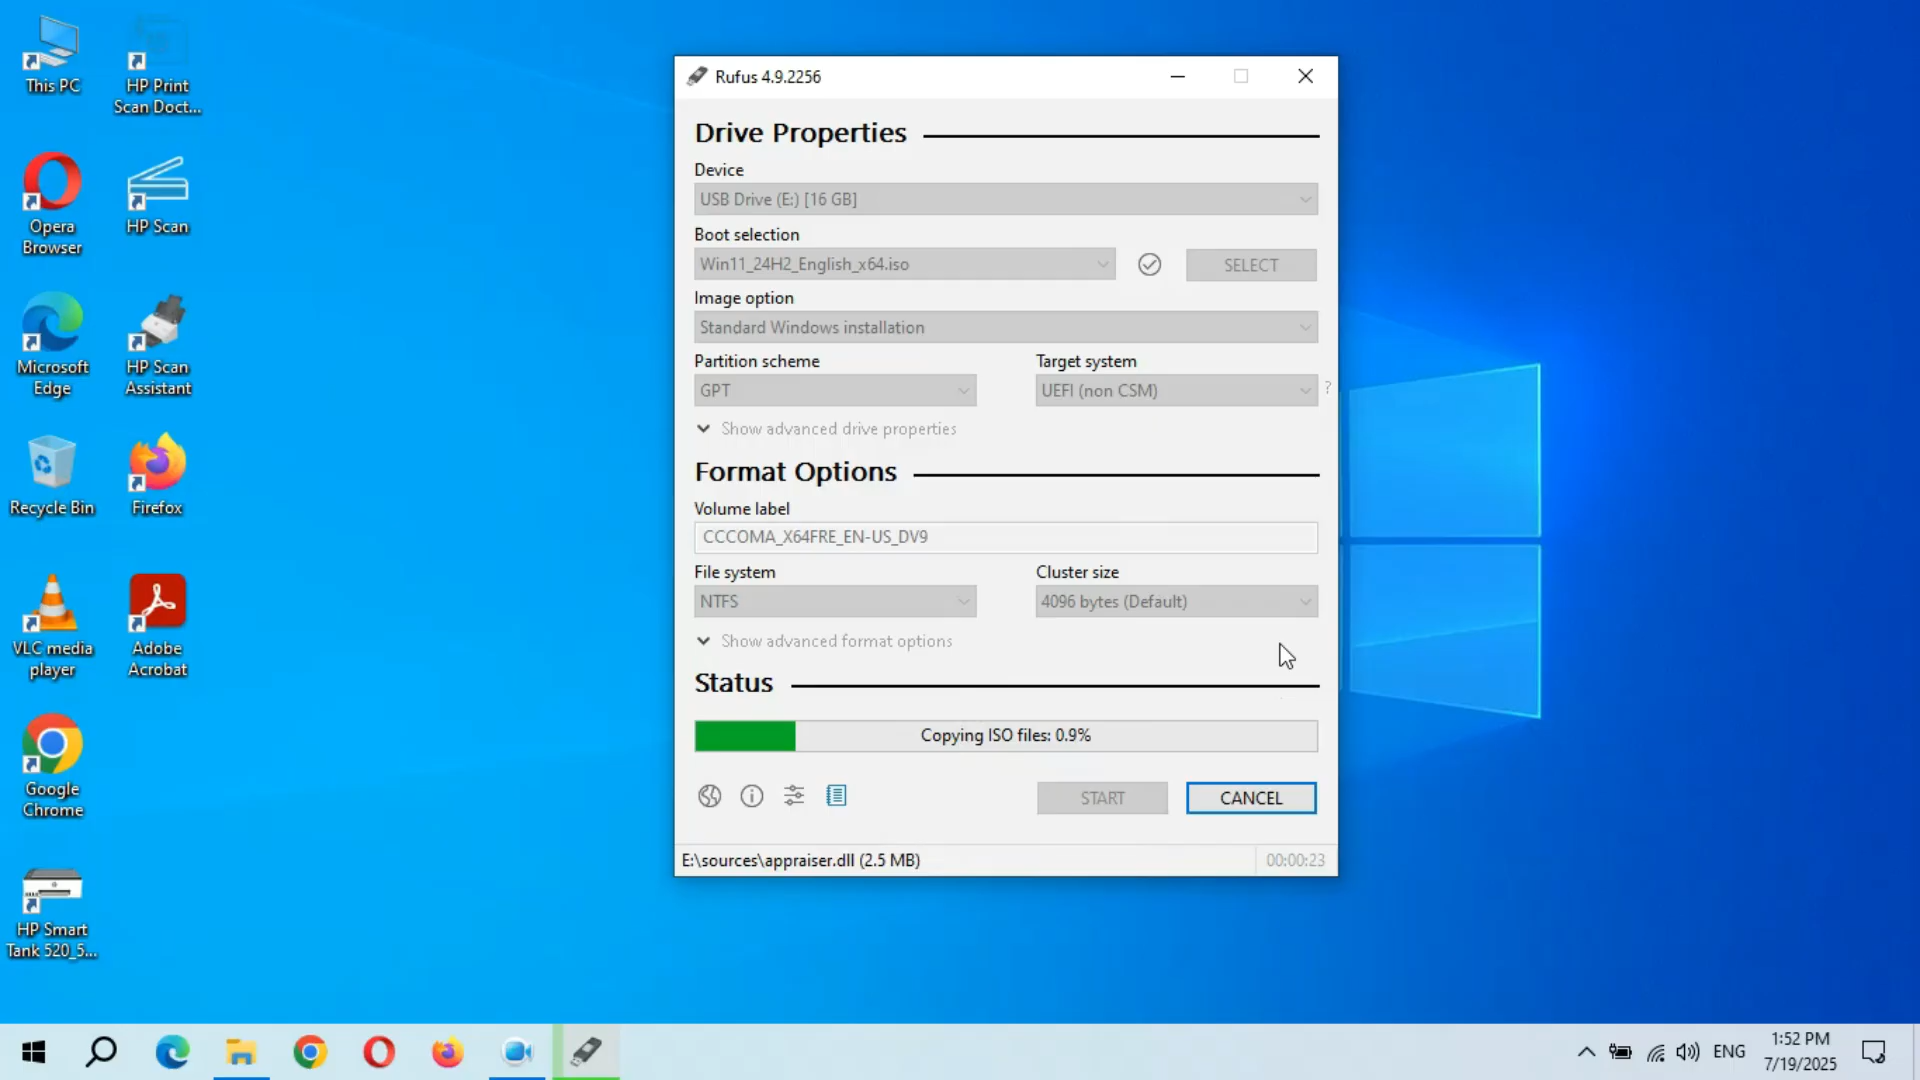 This PC
HP Print
Scan Doct...
Opera
Browser
HP Scan
Microsoft
Edge
HP Scan
Assistant
Recycle Bin
Firefox
VLC media
player
Adobe
Acrobat
Google
Chrome
HP Smart
Tank 520_5...
Rufus 4.9.2256
Drive Properties
Device
USB Drive (E:) [16 GB]
Boot selection
Win11_24H2_English_x64.iso
SELECT
Image option
Standard Windows installation
Partition scheme
Target system
GPT
UEFI (non CSM)
?
Show advanced drive properties
Format Options
Volume label
CCCOMA_X64FRE_EN-US_DV9
File system
Cluster size
NTFS
4096 bytes (Default)
Show advanced format options
Status
Copying ISO files: 0.9%
START
CANCEL
E:\sources\appraiser.dll (2.5 MB)
00:00:23
ENG
1:52 PM
7/19/2025